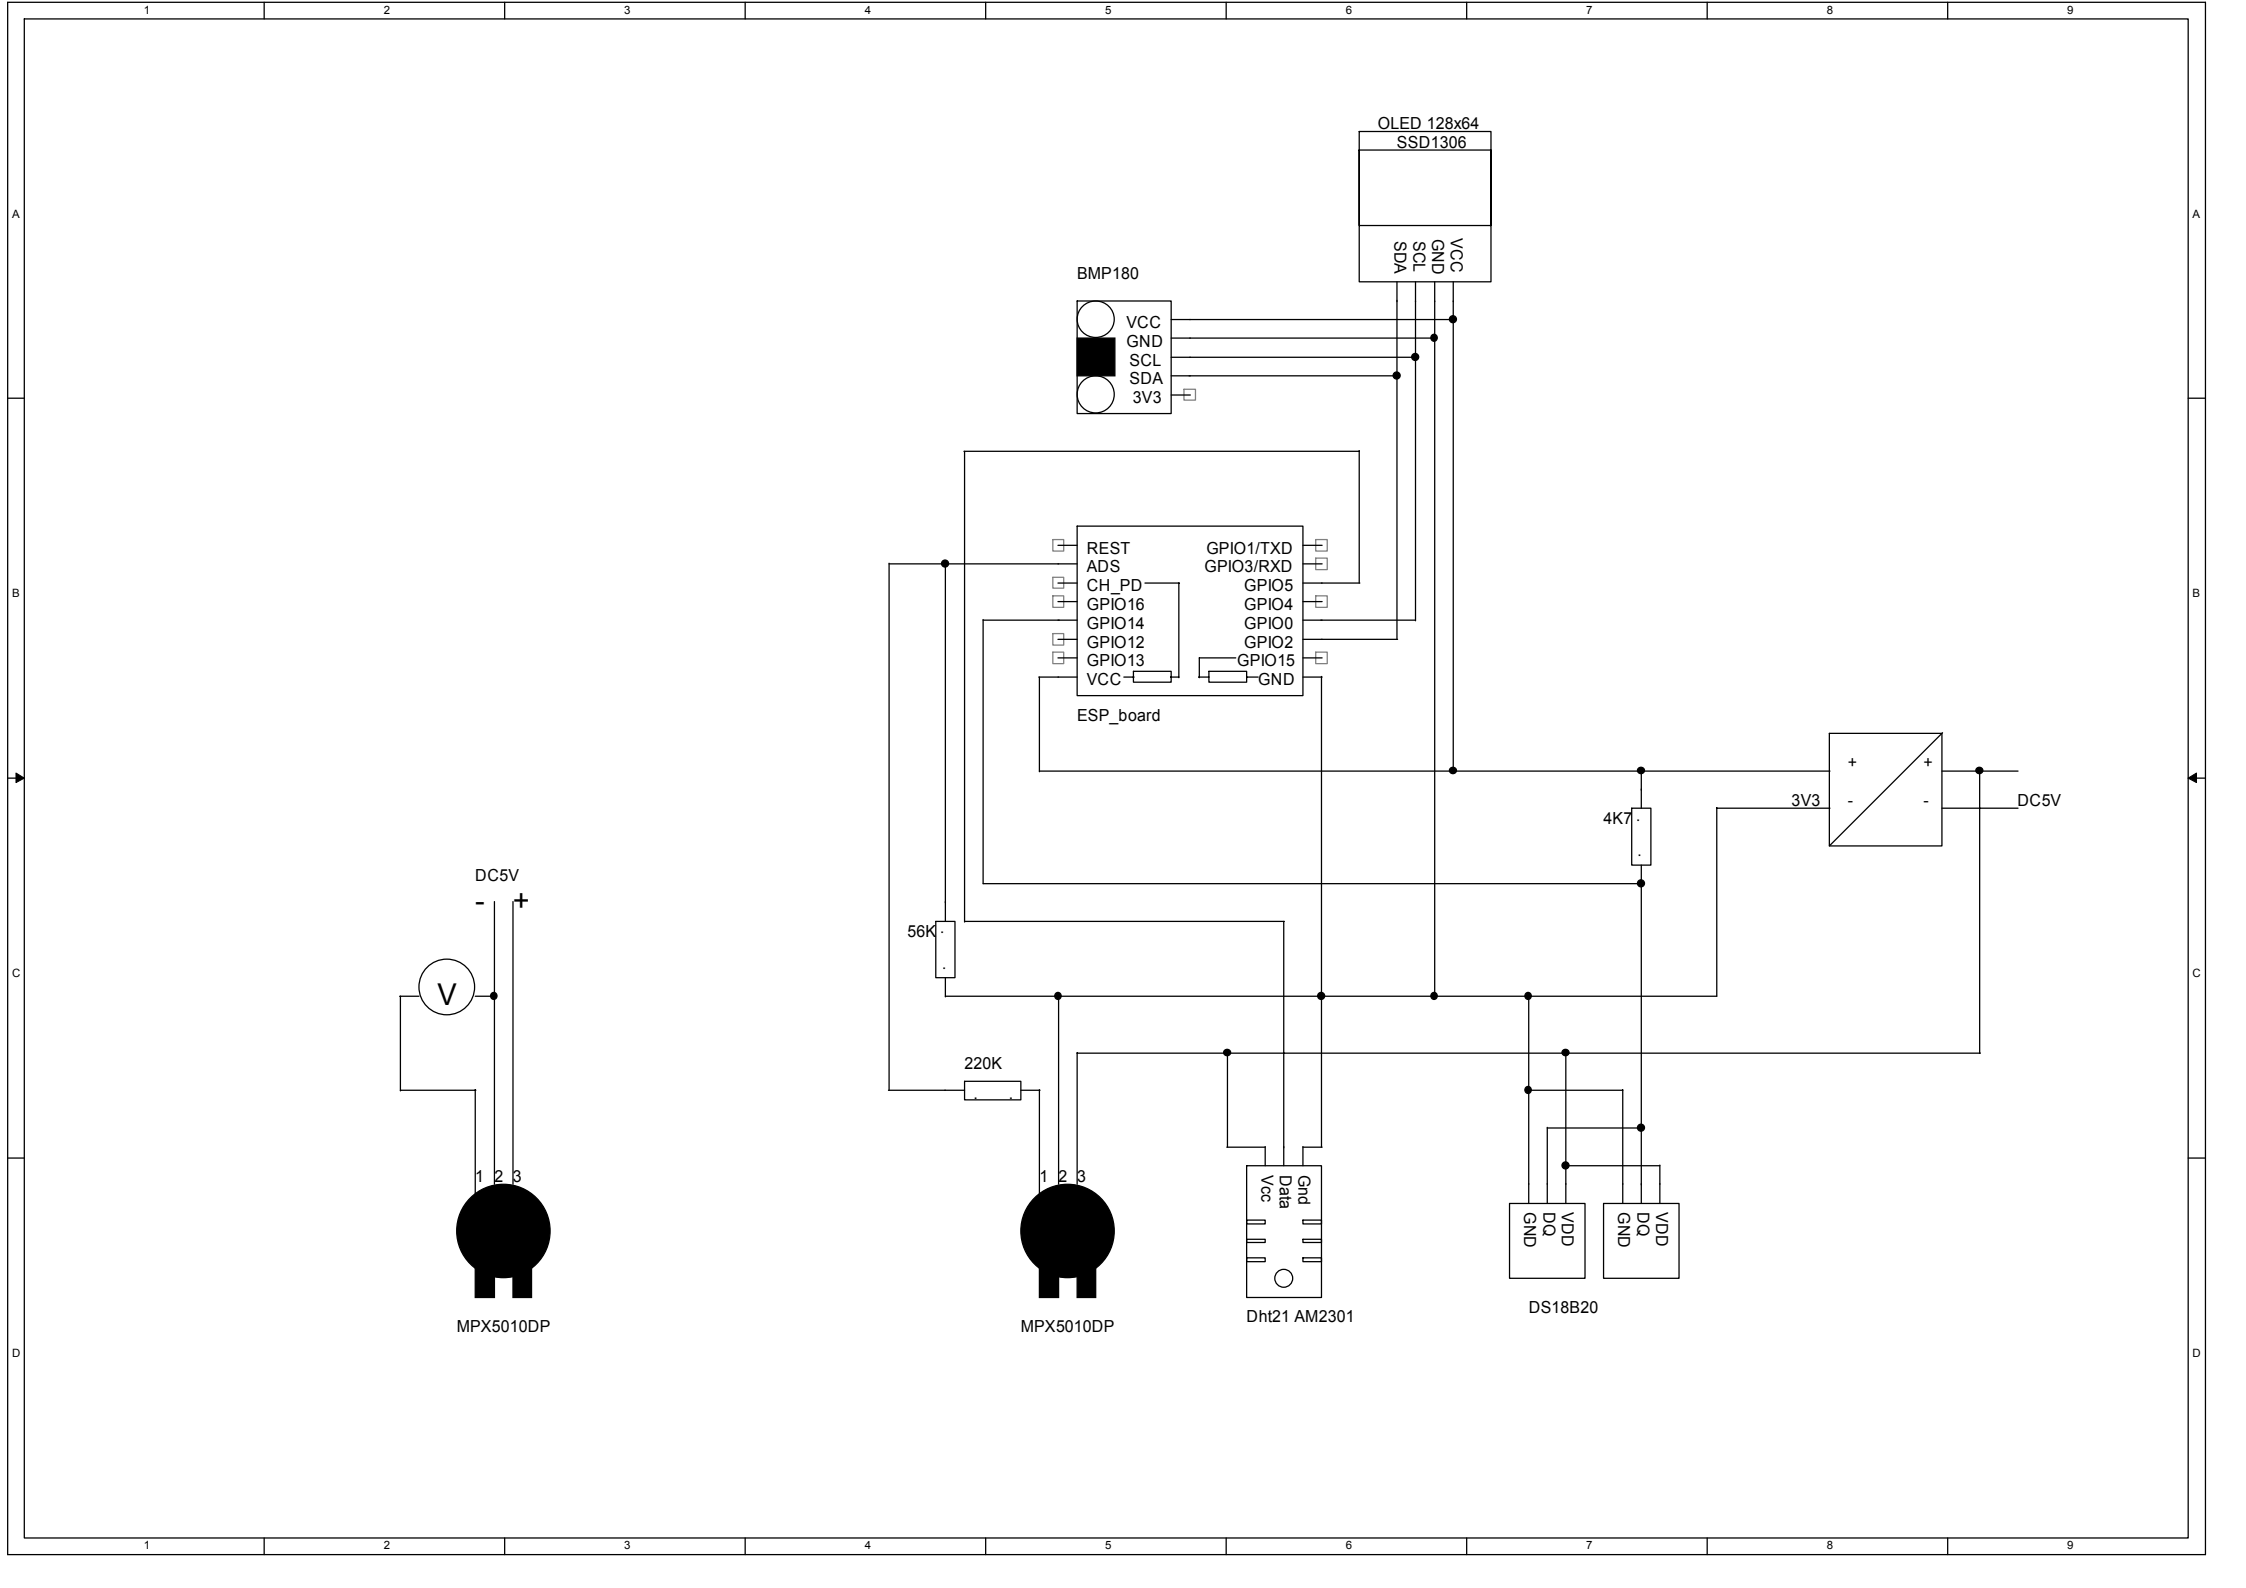 1 2 3 4 5 6 7 8 9
OLED 128x64
SSD1306
A A
SDA SCL GND VCC
BMP180
VCC
GND
SCL
SDA
3V3
REST GPIO1/TXD
ADS GPIO3/RXD
CH_PD GPIO5
B B
GPIO16 GPIO4
GPIO14 GPIO0
GPIO12 GPIO2
GPIO13 GPIO15
VCC GND
ESP_board
+ +
3V3 - - DC5V
4K7
DC5V
- +
56K
C C
V
220K
1 2 3 1 2 3
Vcc Data Gnd
GND DQ VDD GND DQ VDD
DS18B20
Dht21 AM2301
MPX5010DP MPX5010DP
D D
1 2 3 4 5 6 7 8 9